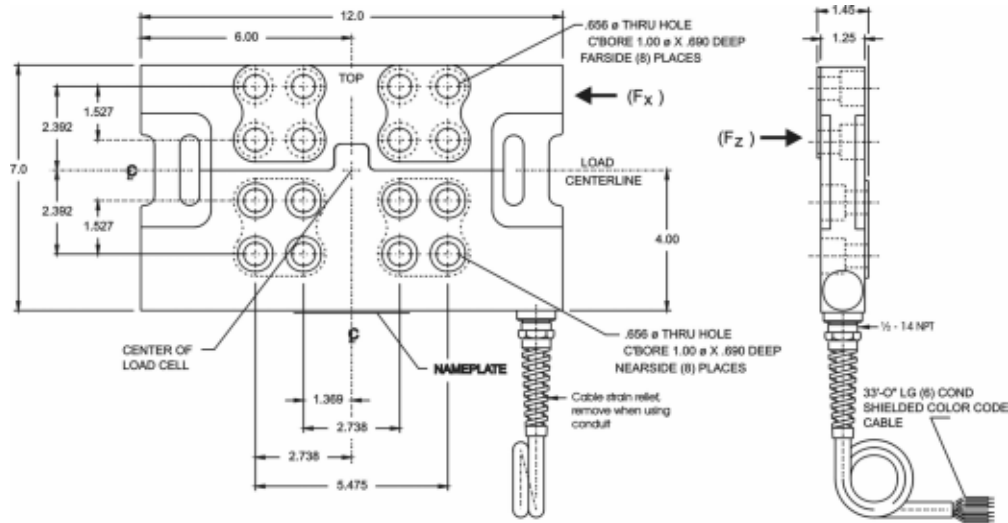 12.0
6.00
.656 ø THRU HOLE
C'BORE 1.00 ø X .690 DEEP
FARSIDE (8) PLACES
1.45
1.25
TOP
(Fx)
1.527
2.392
(Fz)
7.0
LOAD
CENTERLINE
2.392
1.527
4.00
CENTER OF
LOAD CELL
NAMEPLATE
.656 ø THRU HOLE
C'BORE 1.00 ø X .690 DEEP
NEARSIDE (8) PLACES
½ - 14 NPT
1.369
Cable strain relief,
remove when using
conduit
33'-0" LG (6) COND
SHIELDED COLOR CODE
CABLE
2.738
2.738
5.475